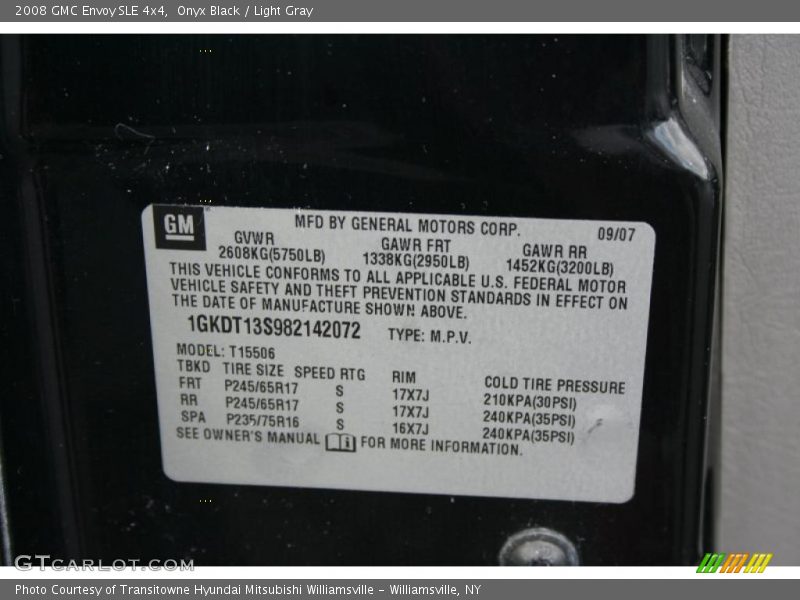 2008 GMC Envoy SLE 4x4,  Onyx Black / Light Gray
GM
MFD BY GENERAL MOTORS CORP. 09/07
GVWR GAWR FRT GAWR RR
2608KG(5750LB) 1338KG(2950LB) 1452KG(3200LB)
THIS VEHICLE CONFORMS TO ALL APPLICABLE U.S. FEDERAL MOTOR
VEHICLE SAFETY AND THEFT PREVENTION STANDARDS IN EFFECT ON
THE DATE OF MANUFACTURE SHOWN ABOVE.
1GKDT13S982142072 TYPE: M.P.V.
MODEL: T15506
TBKD TIRE SIZE SPEED RTG RIM COLD TIRE PRESSURE
FRT P245/65R17 S 17X7J 210KPA(30PSI)
RR P245/65R17 S 17X7J 240KPA(35PSI)
SPA P235/75R16 S 16X7J 240KPA(35PSI)
SEE OWNER'S MANUAL FOR MORE INFORMATION.
GTCARLOT.COM
Photo Courtesy of Transitowne Hyundai Mitsubishi Williamsville - Williamsville, NY